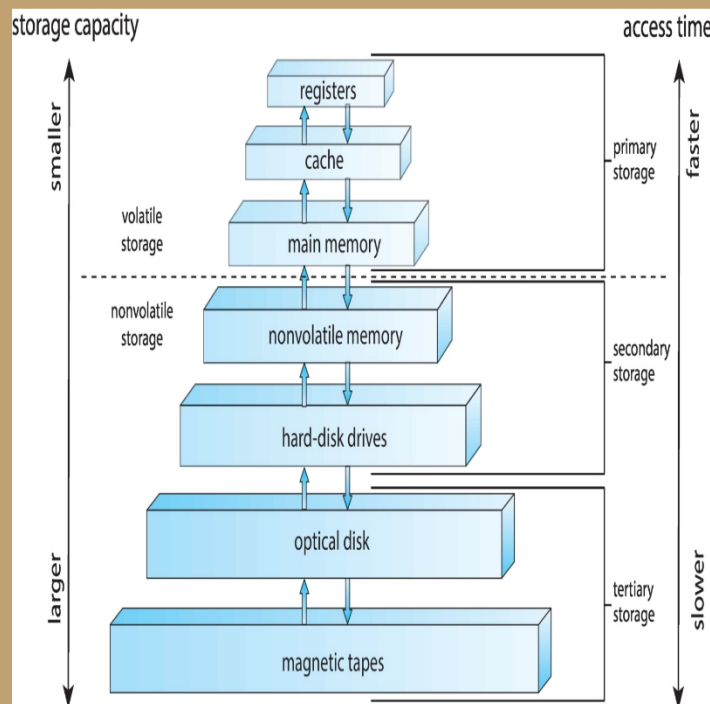 storage capacity
access time
smaller
larger
volatile
storage
nonvolatile
storage
registers
cache
main memory
nonvolatile memory
hard-disk drives
optical disk
magnetic tapes
primary
storage
secondary
storage
tertiary
storage
faster
slower